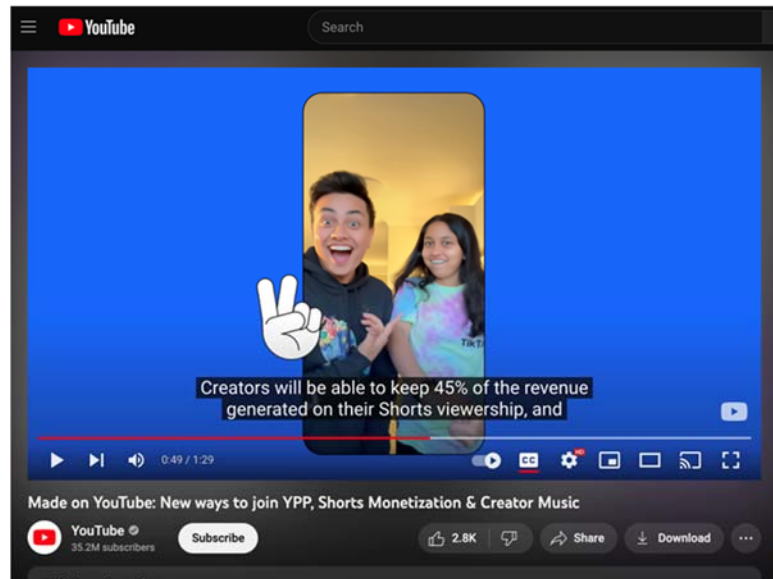 YouTube
Search
TikT
Creators will be able to keep 45% of the revenue
generated on their Shorts viewership, and
0:49 / 1:29
CC
HD
Made on YouTube: New ways to join YPP, Shorts Monetization & Creator Music
YouTube
35.2M subscribers
Subscribe
2.8K
Share
Download